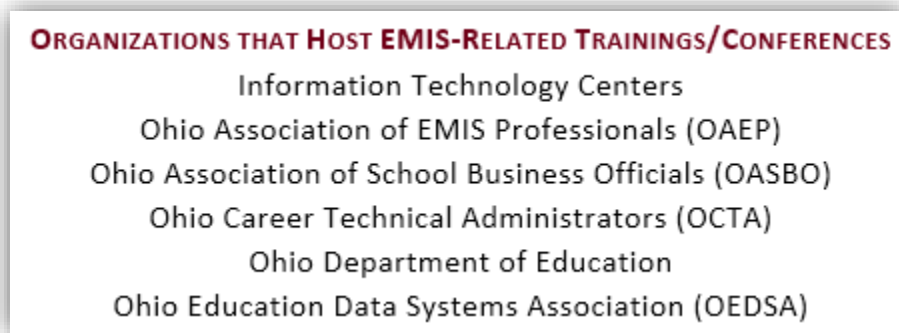 ORGANIZATIONS THAT HOST EMIS-RELATED TRAININGS/CONFERENCES
Information Technology Centers
Ohio Association of EMIS Professionals (OAEP)
Ohio Association of School Business Officials (OASBO)
Ohio Career Technical Administrators (OCTA)
Ohio Department of Education
Ohio Education Data Systems Association (OEDSA)